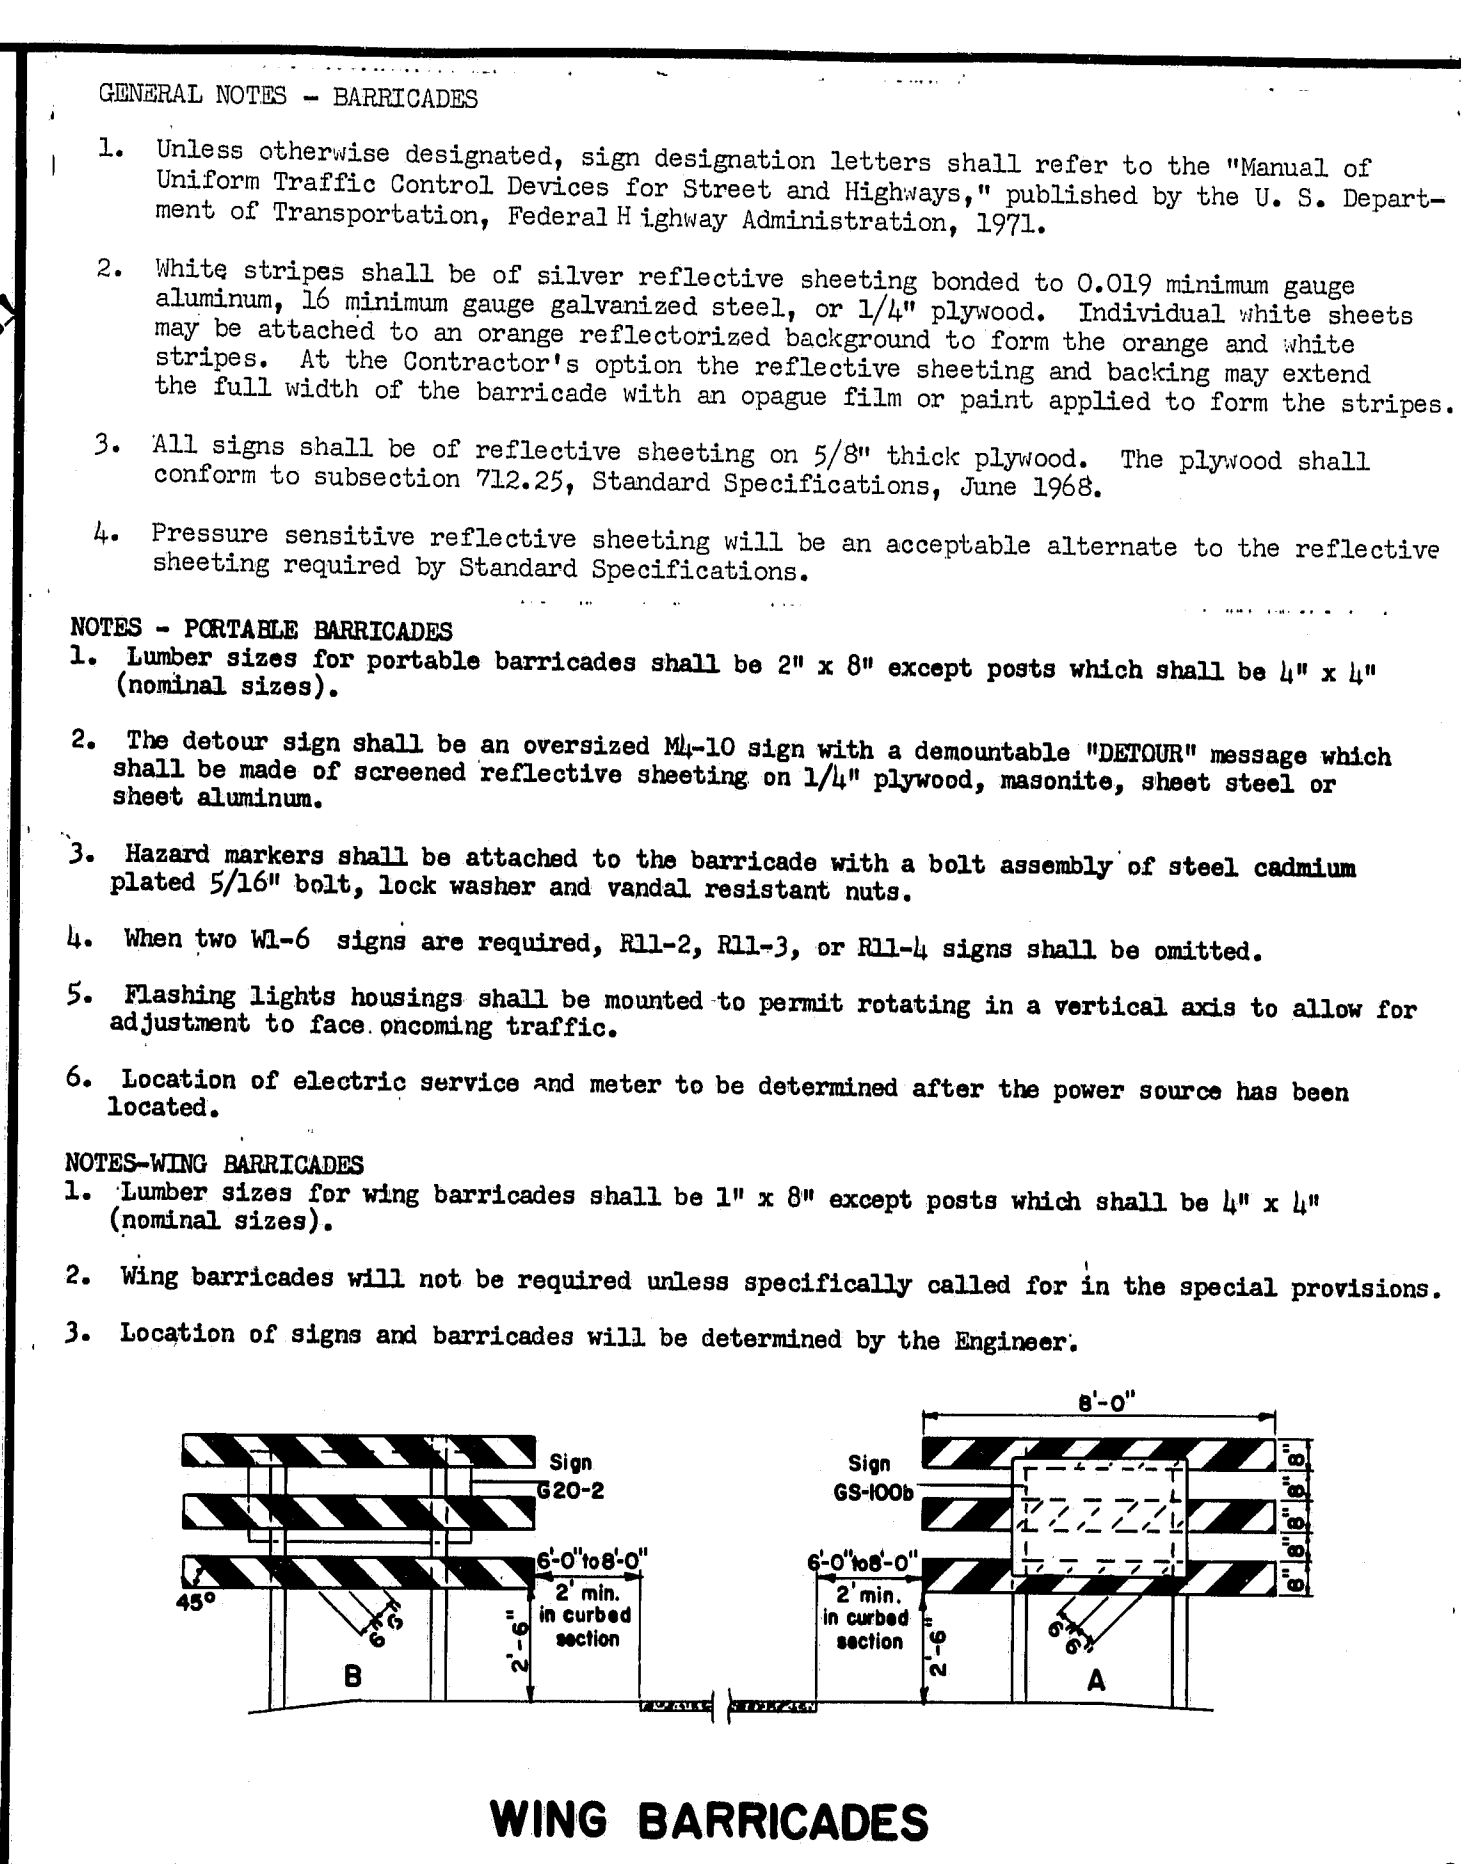 GENERAL NOTES - BARRICADES
1. Unless otherwise designated, sign designation letters shall refer to the "Manual of
Uniform Traffic Control Devices for Street and Highways," published by the U. S. Depart-
ment of Transportation, Federal Highway Administration, 1971.
2. White stripes shall be of silver reflective sheeting bonded to 0.019 minimum gauge
aluminum, 16 minimum gauge galvanized steel, or 1/4" plywood. Individual white sheets
may be attached to an orange reflectorized background to form the orange and white
stripes. At the Contractor's option the reflective sheeting and backing may extend
the full width of the barricade with an opague film or paint applied to form the stripes.
3. All signs shall be of reflective sheeting on 5/8" thick plywood. The plywood shall
conform to subsection 712.25, Standard Specifications, June 1968.
4. Pressure sensitive reflective sheeting will be an acceptable alternate to the reflective
sheeting required by Standard Specifications.
NOTES - PORTABLE BARRICADES
1. Lumber sizes for portable barricades shall be 2" x 8" except posts which shall be 4" x 4"
(nominal sizes).
2. The detour sign shall be an oversized M4-10 sign with a demountable "DETOUR" message which
shall be made of screened reflective sheeting on 1/4" plywood, masonite, sheet steel or
sheet aluminum.
3. Hazard markers shall be attached to the barricade with a bolt assembly of steel cadmium
plated 5/16" bolt, lock washer and vandal resistant nuts.
4. When two W1-6 signs are required, R11-2, R11-3, or R11-4 signs shall be omitted.
5. Flashing lights housings shall be mounted to permit rotating in a vertical axis to allow for
adjustment to face oncoming traffic.
6. Location of electric service and meter to be determined after the power source has been
located.
NOTES-WING BARRICADES
1. Lumber sizes for wing barricades shall be 1" x 8" except posts which shall be 4" x 4"
(nominal sizes).
2. Wing barricades will not be required unless specifically called for in the special provisions.
3. Location of signs and barricades will be determined by the Engineer.
8'-0"
Sign
G20-2
Sign
GS-100b
8"
8"
8"
8"
8"
6'-0" to 8'-0"
2' min.
in curbed
section
6'-0" to 8'-0"
2' min.
in curbed
section
45°
6"
6"
2'-6"
2'-6"
6"
6"
B
A
WING BARRICADES